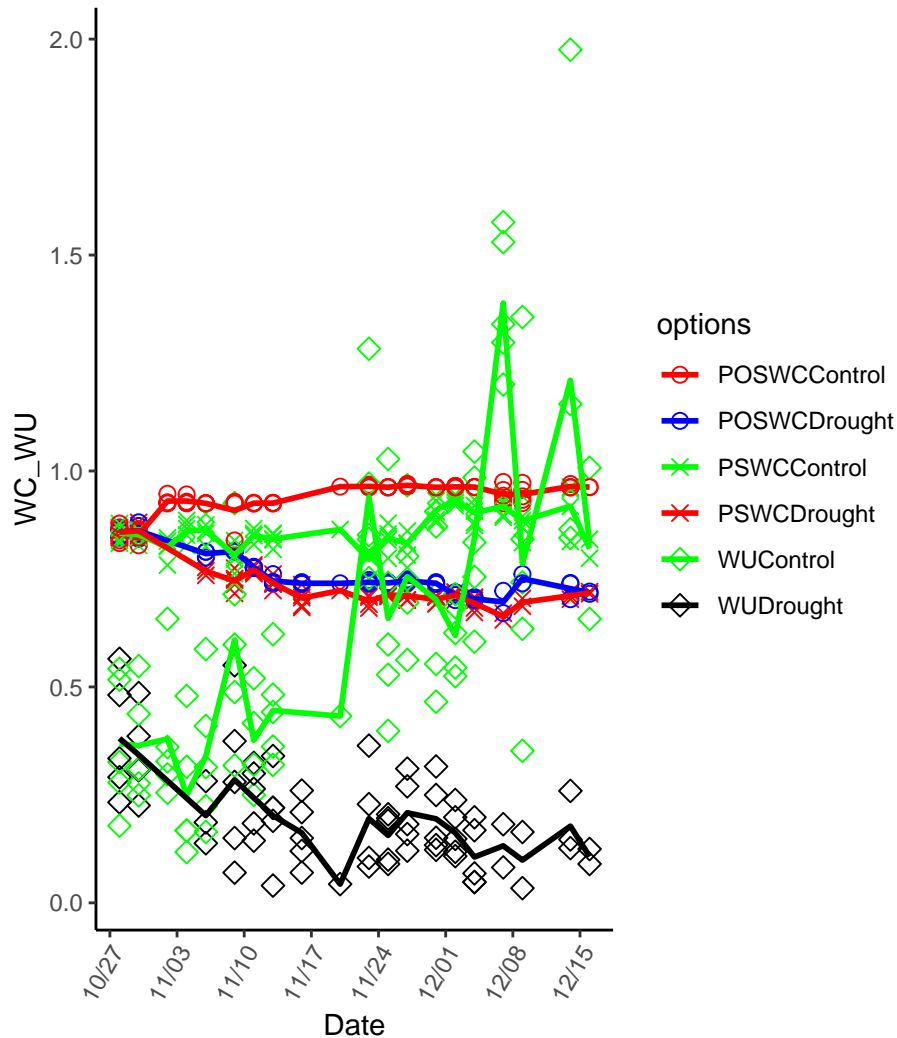 2.0
1.5
1.0
0.5
0.0
WC_WU
10/27
11/03
11/10
11/17
11/24
12/01
12/08
12/15
Date
options
POSWCControl
POSWCDrought
PSWCControl
PSWCDrought
WUControl
WUDrought